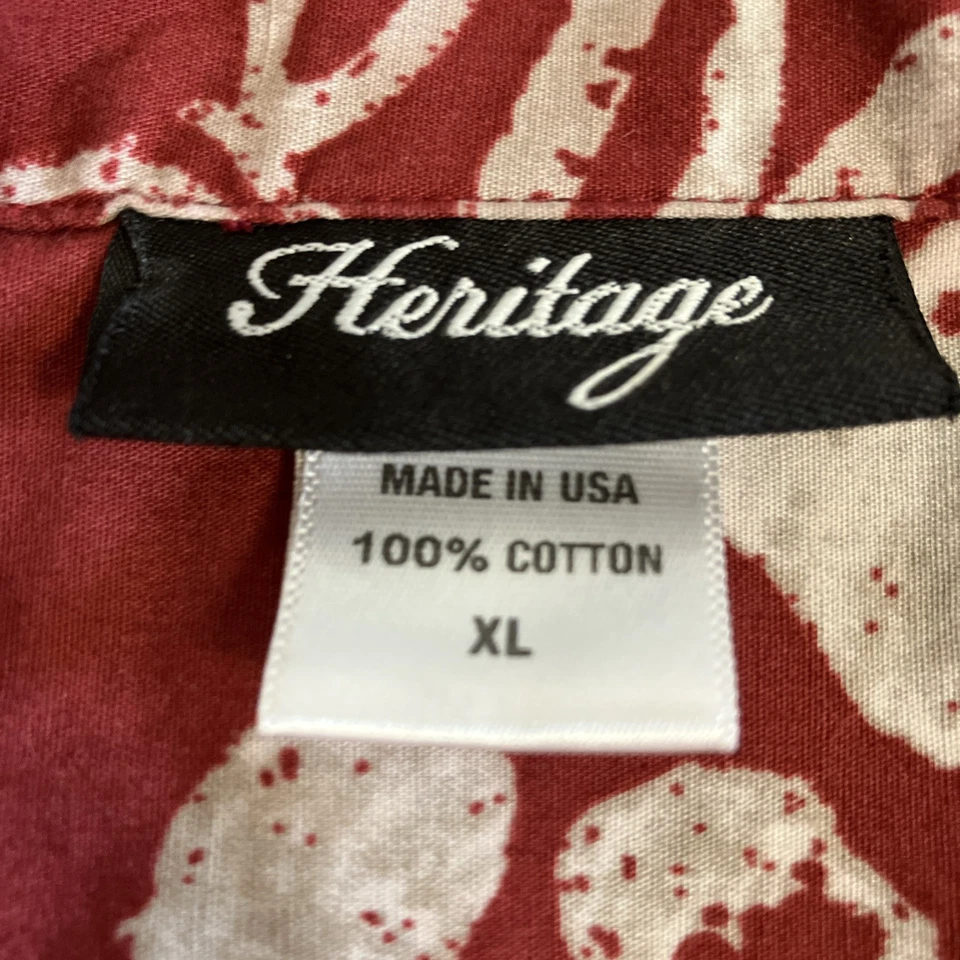 Heritage
MADE IN USA
100% COTTON
XL